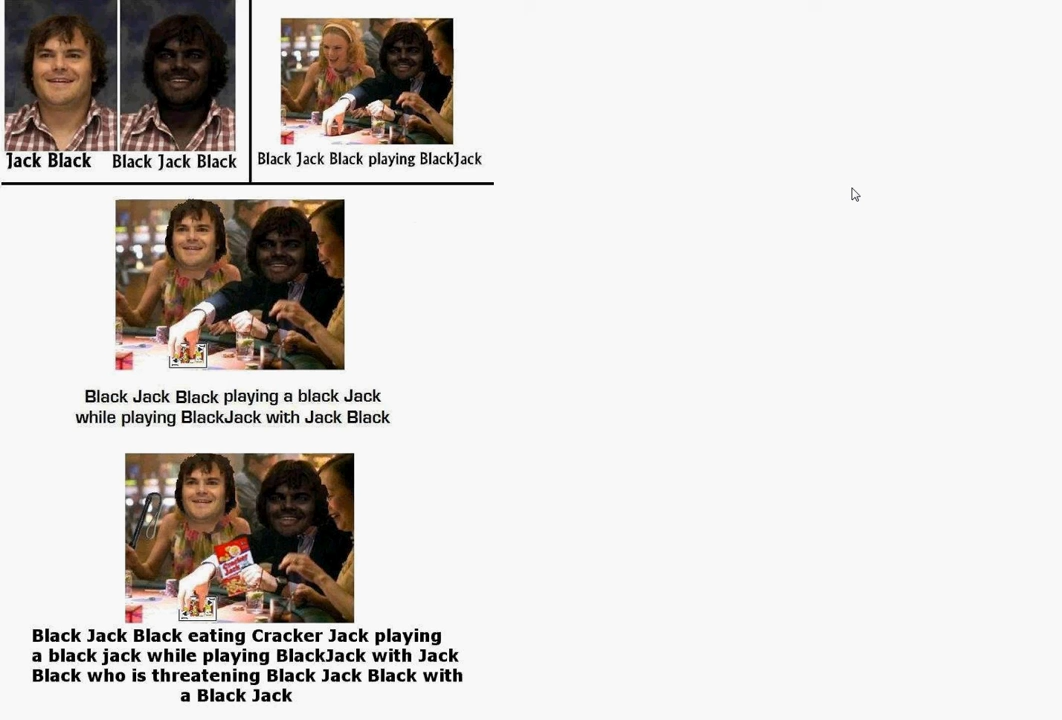 Jack Black
Black Jack Black
Black Jack Black playing BlackJack
Black Jack Black playing a black Jack
while playing BlackJack with Jack Black
Cracker Jack
Black Jack Black eating Cracker Jack playing
a black jack while playing BlackJack with Jack
Black who is threatening Black Jack Black with
a Black Jack